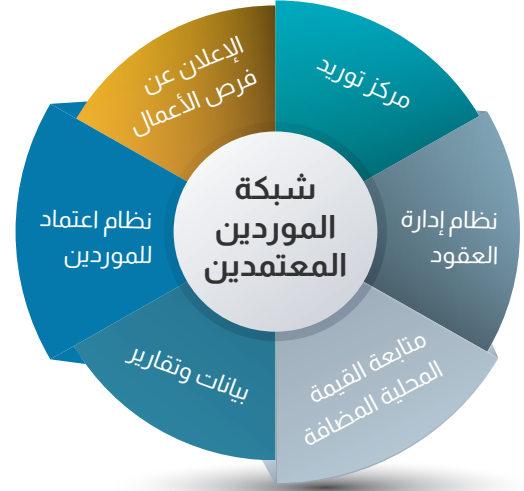 شبكة
الموردين
المعتمدين
مركز توريد
نظام إدارة
العقود
متابعة القيمة
المحلية المضافة
بيانات وتقارير
نظام اعتماد
للموردين
الإعلان عن
فرص الأعمال